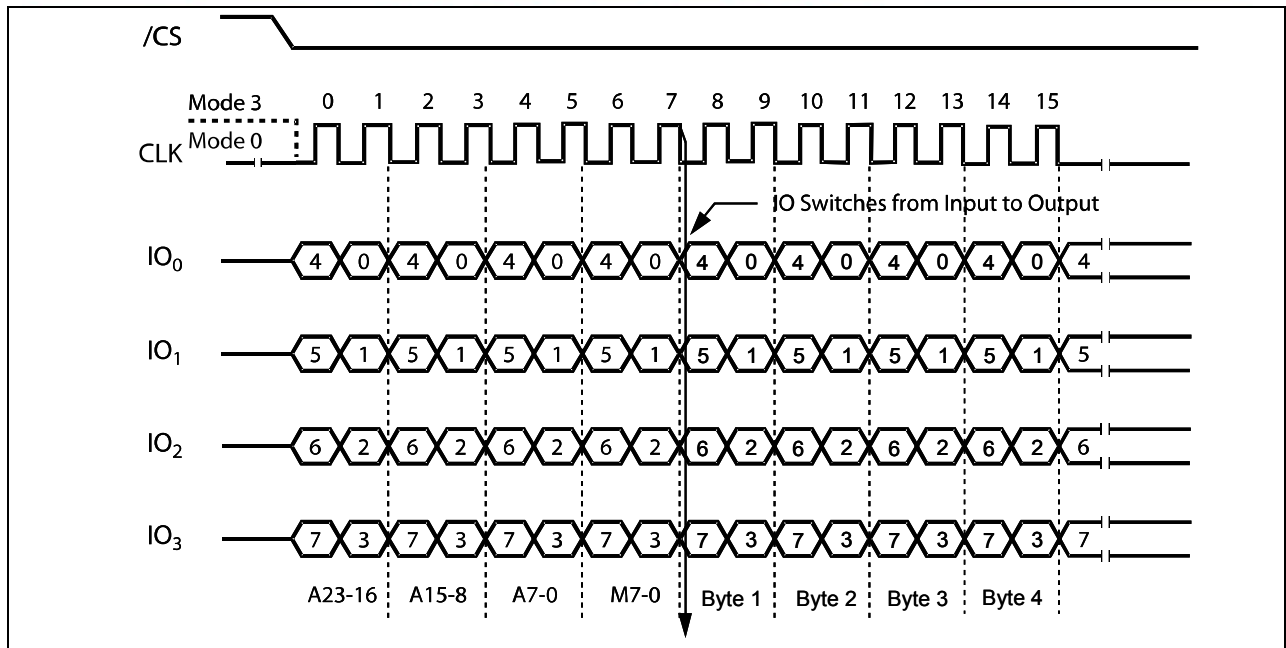 /CS
Mode 3
0 1 2 3 4 5 6 7 8 9 10 11 12 13 14 15
CLK Mode 0
IO Switches from Input to Output
IO0 4 0 4 0 4 0 4 0 4 0 4 0 4 0 4 0 4
IO1 5 1 5 1 5 1 5 1 5 1 5 1 5 1 5 1 5
IO2 6 2 6 2 6 2 6 2 6 2 6 2 6 2 6 2 6
IO3 7 3 7 3 7 3 7 3 7 3 7 3 7 3 7 3 7
A23-16 A15-8 A7-0 M7-0 Byte 1 Byte 2 Byte 3 Byte 4